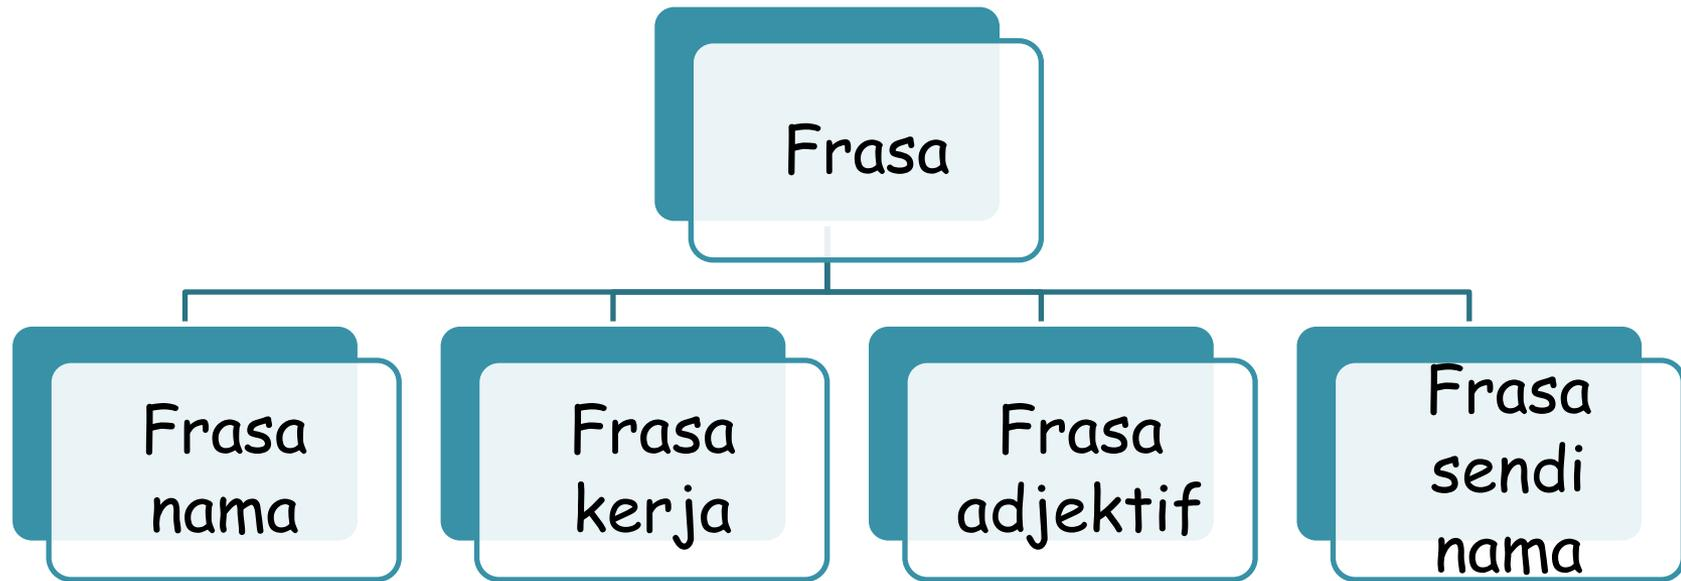 Frasa
Frasa
nama
Frasa
kerja
Frasa
adjektif
Frasa
sendi
nama